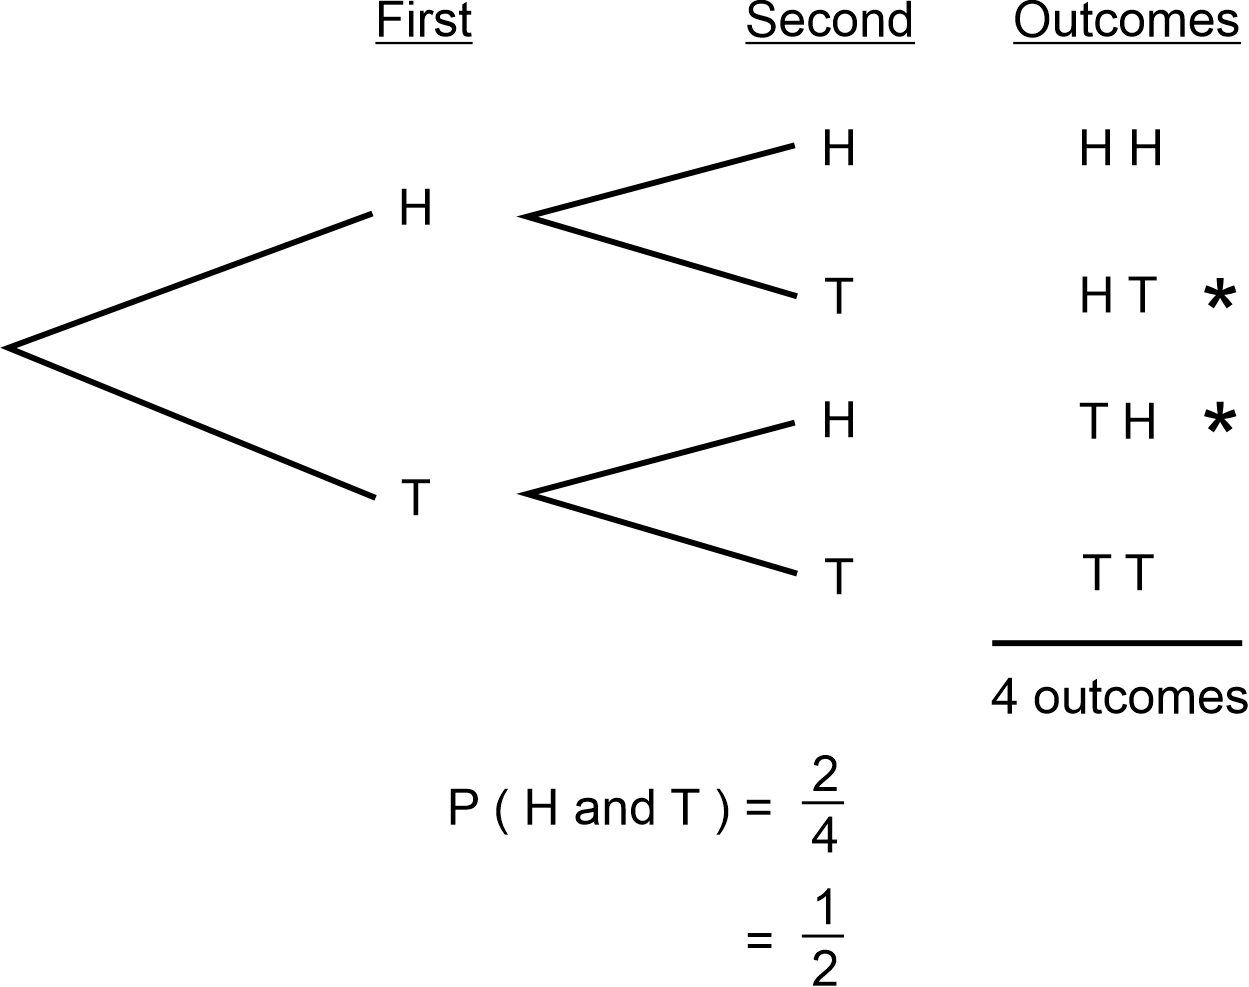 First Second Outcomes
H H H
H
T H T *
H T H *
T
T T T
4 outcomes
P ( H and T ) = 2/4
= 1/2